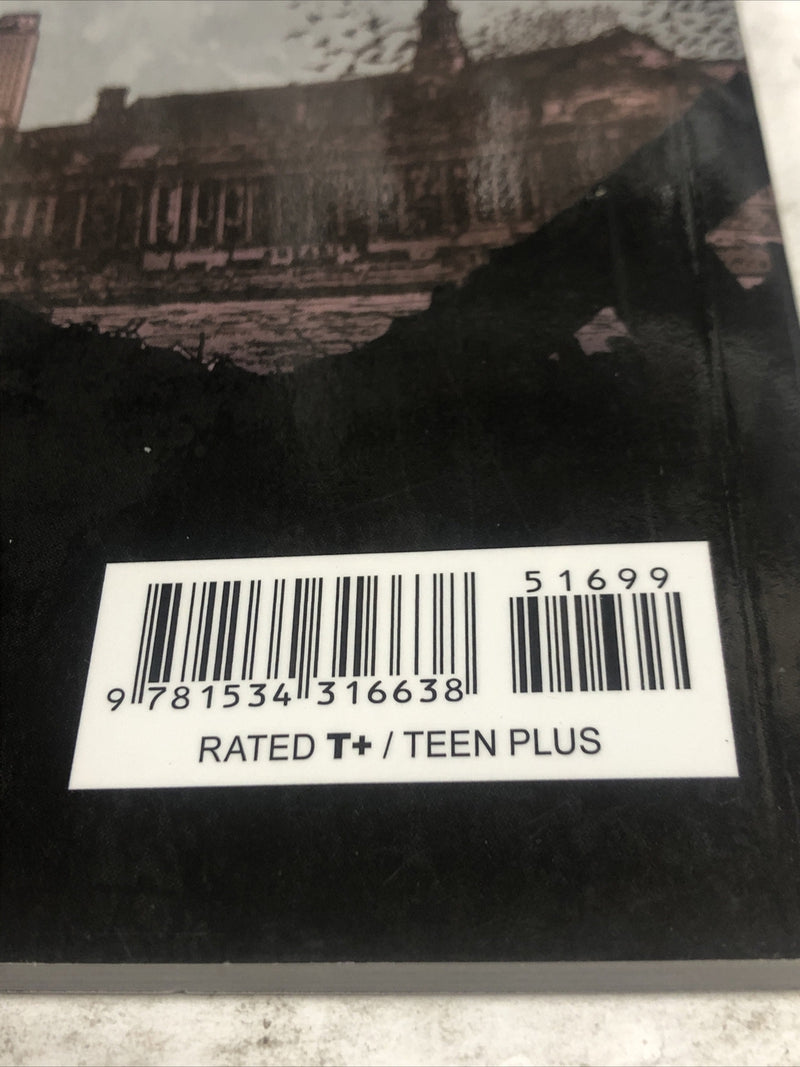 51699
9 781534 316638
RATED T+ / TEEN PLUS